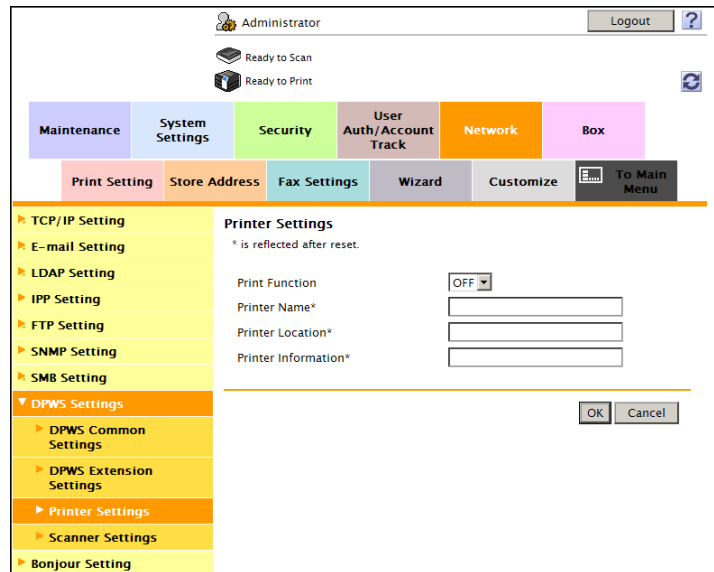 Administrator
Logout
?
Ready to Scan
Ready to Print
Maintenance
System
Settings
Security
User
Auth/Account
Track
Network
Box
Print Setting
Store Address
Fax Settings
Wizard
Customize
To Main
Menu
TCP/IP Setting
E-mail Setting
LDAP Setting
IPP Setting
FTP Setting
SNMP Setting
SMB Setting
DPWS Settings
DPWS Common
Settings
DPWS Extension
Settings
Printer Settings
Scanner Settings
Bonjour Setting
Printer Settings
* is reflected after reset.
Print Function
OFF
Printer Name*
Printer Location*
Printer Information*
OK
Cancel